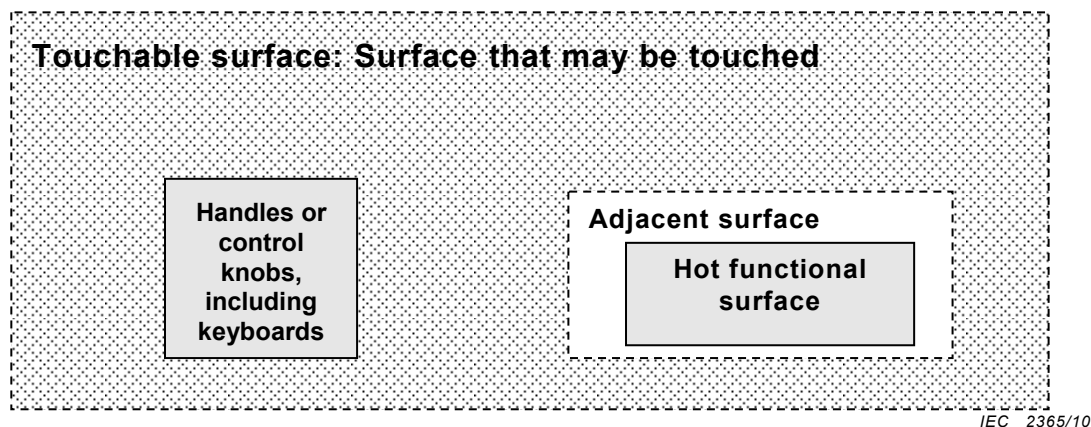 Touchable surface: Surface that may be touched
Handles or
control
knobs,
including
keyboards
Adjacent surface
Hot functional
surface
IEC 2365/10